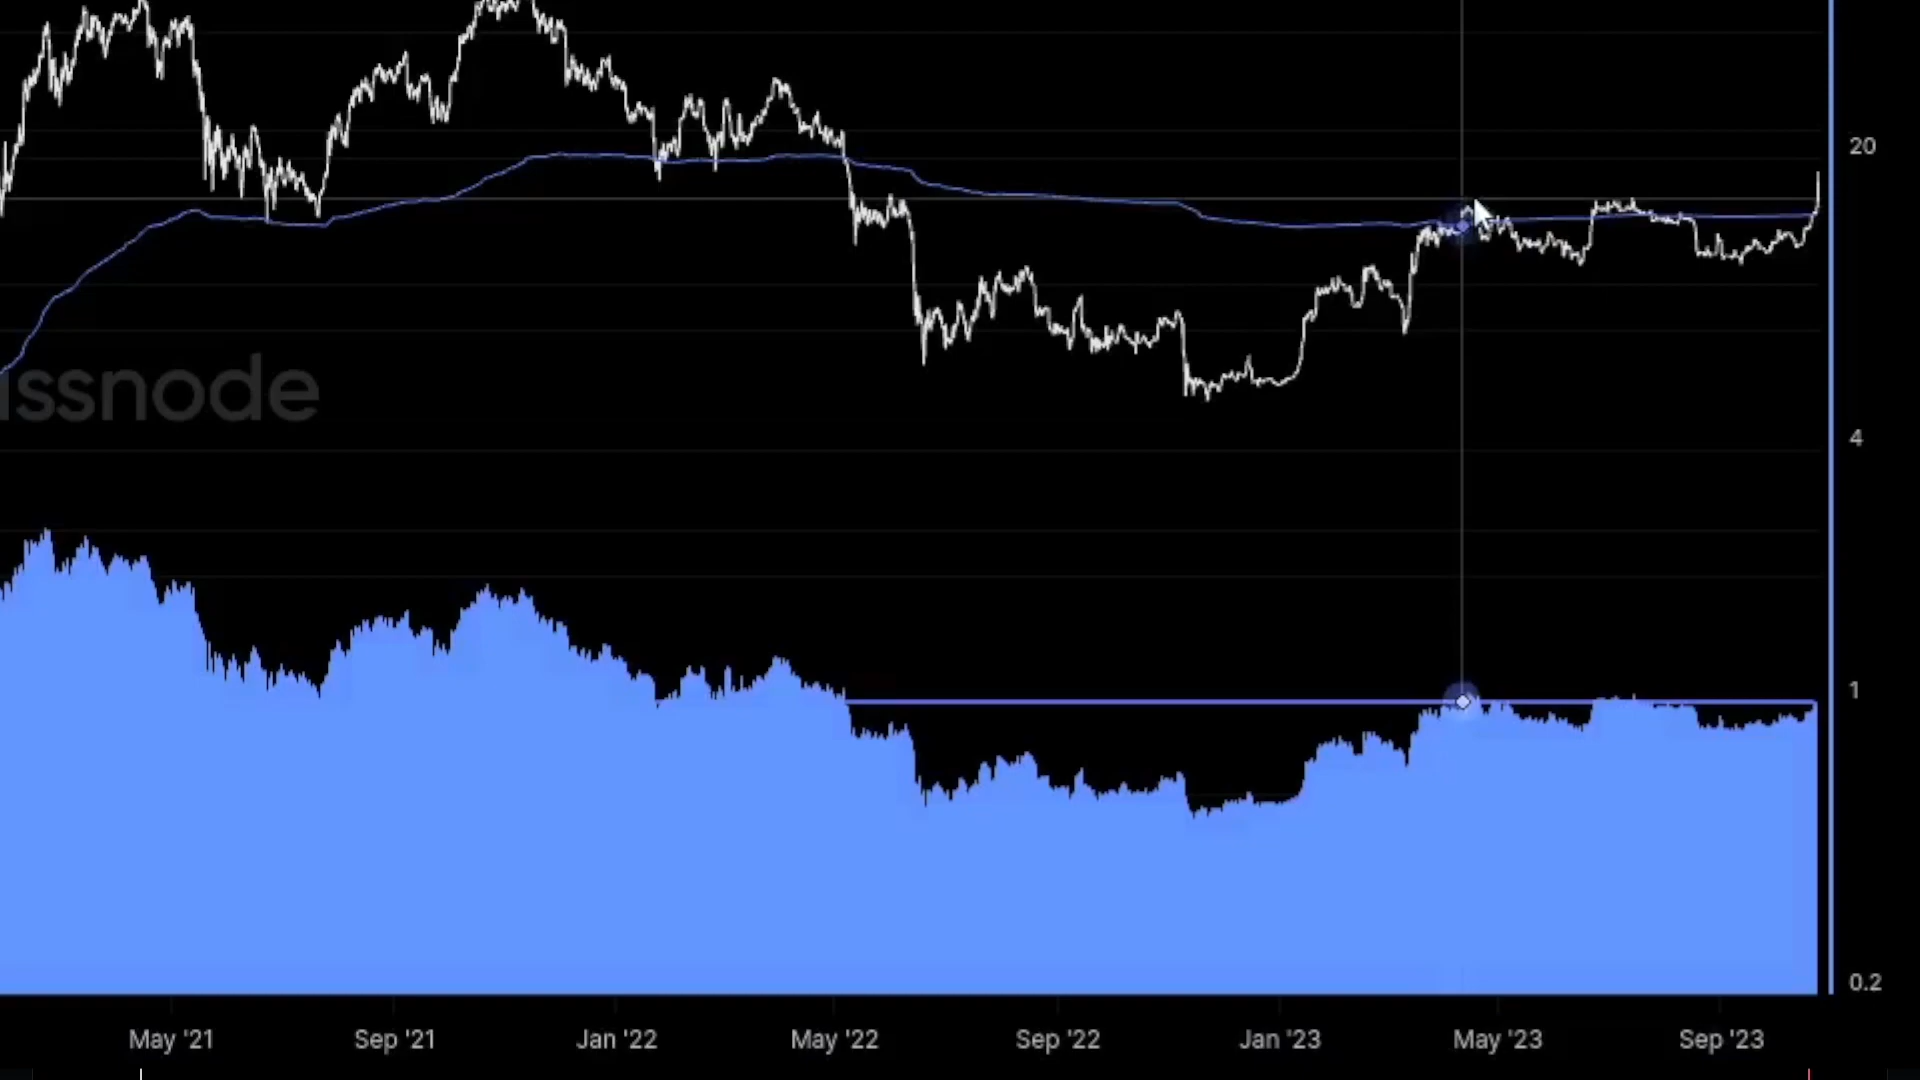 20
ssnode
4
1
0.2
May '21
Sep '21
Jan '22
May '22
Sep '22
Jan '23
May '23
Sep '23